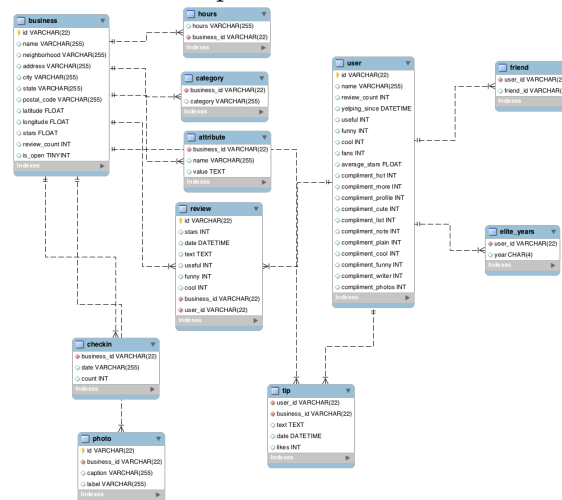 business
id VARCHAR(22)
name VARCHAR(255)
neighborhood VARCHAR(255)
address VARCHAR(255)
city VARCHAR(255)
state VARCHAR(255)
postal_code VARCHAR(255)
latitude FLOAT
longitude FLOAT
stars FLOAT
review_count INT
is_open TINYINT
Indexes
hours
hours VARCHAR(255)
business_id VARCHAR(22)
Indexes
category
business_id VARCHAR(22)
category VARCHAR(255)
Indexes
attribute
business_id VARCHAR(22)
name VARCHAR(255)
value TEXT
Indexes
review
id VARCHAR(22)
stars INT
date DATETIME
text TEXT
useful INT
funny INT
cool INT
business_id VARCHAR(22)
user_id VARCHAR(22)
Indexes
user
id VARCHAR(22)
name VARCHAR(255)
review_count INT
yelping_since DATETIME
useful INT
funny INT
cool INT
fans INT
average_stars FLOAT
compliment_hot INT
compliment_more INT
compliment_profile INT
compliment_cute INT
compliment_list INT
compliment_note INT
compliment_plain INT
compliment_cool INT
compliment_funny INT
compliment_writer INT
compliment_photos INT
Indexes
friend
user_id VARCHAR(2
friend_id VARCHAR(
Indexes
elite_years
user_id VARCHAR(22)
year CHAR(4)
Indexes
checkin
business_id VARCHAR(22)
date VARCHAR(255)
count INT
Indexes
photo
id VARCHAR(22)
business_id VARCHAR(22)
caption VARCHAR(255)
label VARCHAR(255)
Indexes
tip
user_id VARCHAR(22)
business_id VARCHAR(22)
text TEXT
date DATETIME
likes INT
Indexes